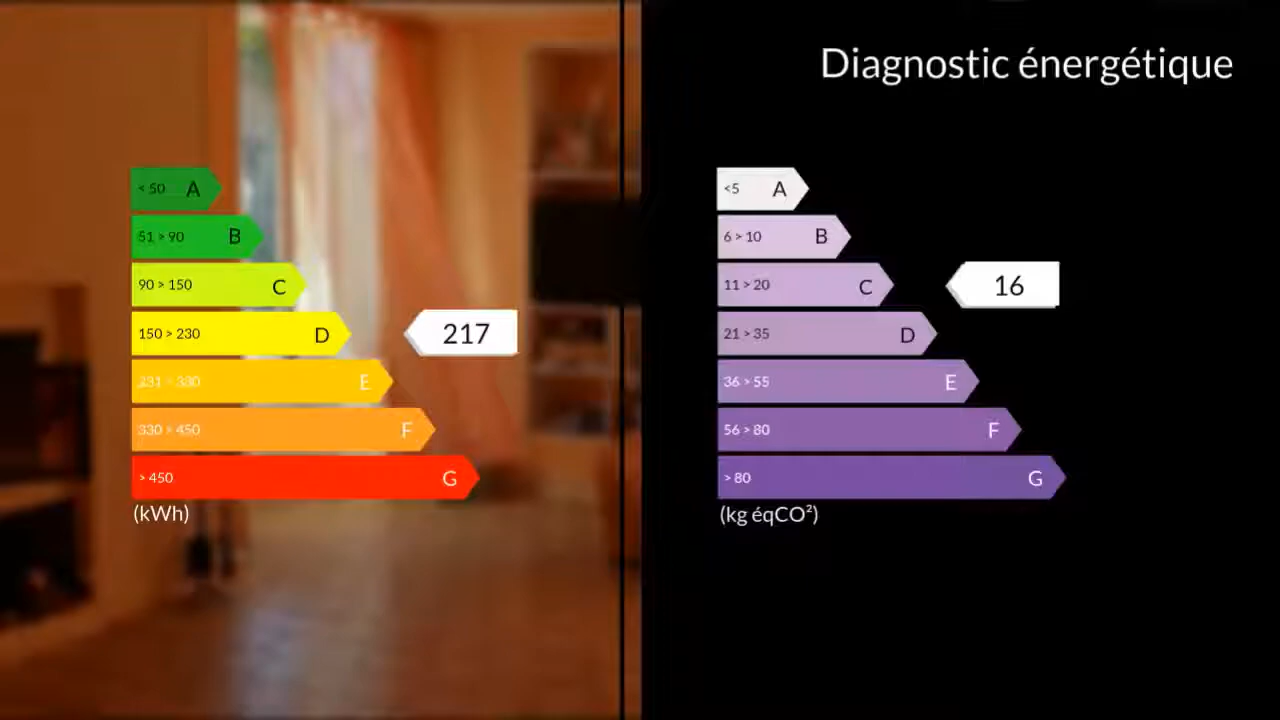 Diagnostic énergétique
< 50 A
51 > 90 B
90 > 150 C
150 > 230 D
217
231 > 330 E
330 > 450 F
> 450 G
(kWh)
<5 A
6 > 10 B
11 > 20 C
16
21 > 35 D
36 > 55 E
56 > 80 F
> 80 G
(kg éqCO²)